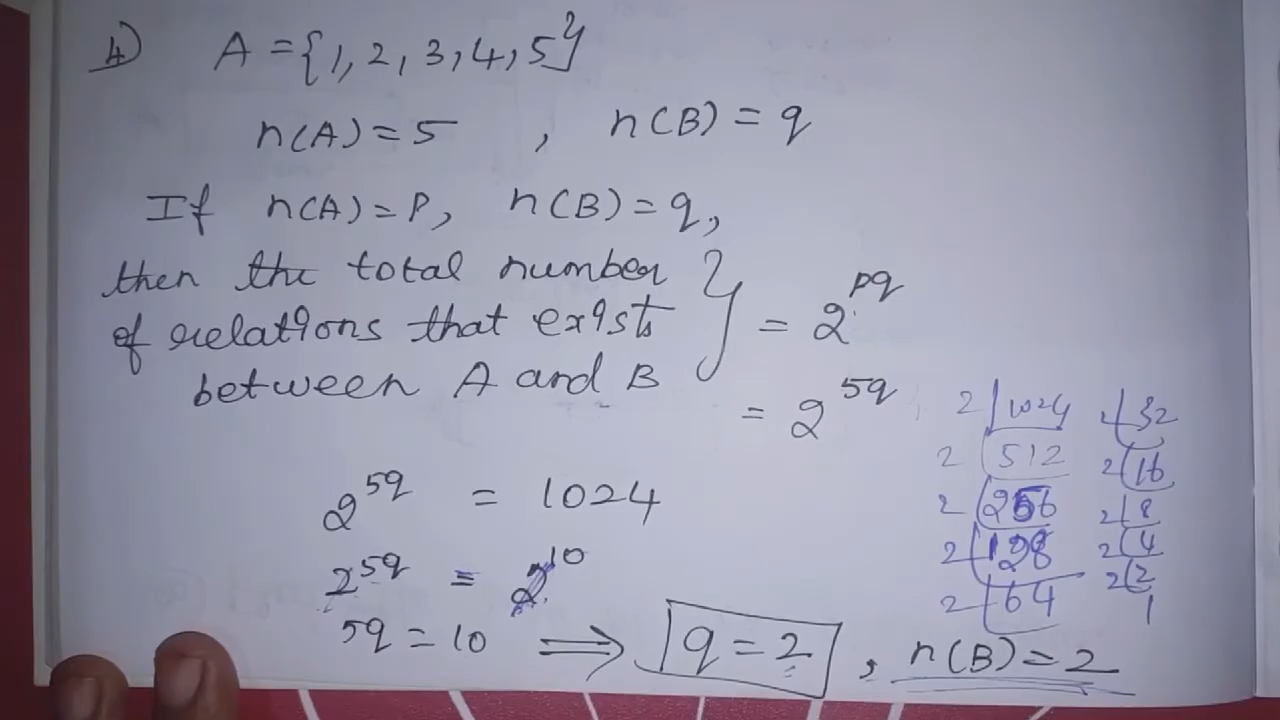 4) A = {1, 2, 3, 4, 5}
n(A) = 5 , n(B) = q
If n(A) = P, n(B) = q,
then the total number
of relations that exists
between A and B } = 2^pq
= 2^5q
2^5q = 1024
2^5q = 2^10
5q = 10 ⟹ q = 2 , n(B) = 2
2 1024
2 512
2 256
2 128
2 64
2 32
2 16
2 8
2 4
2 2
1